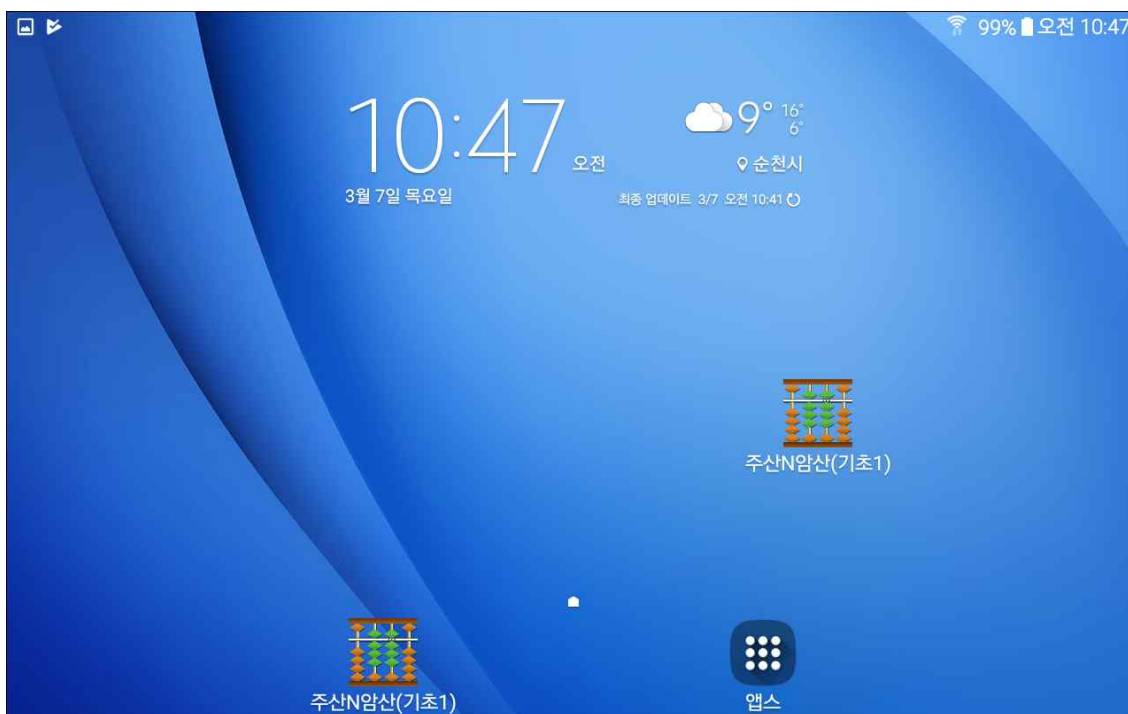 99% 오전 10:47
10:47 오전
9° 16°
6°
순천시
3월 7일 목요일
최종 업데이트 3/7 오전 10:41
주산N암산(기초1)
주산N암산(기초1)
앱스